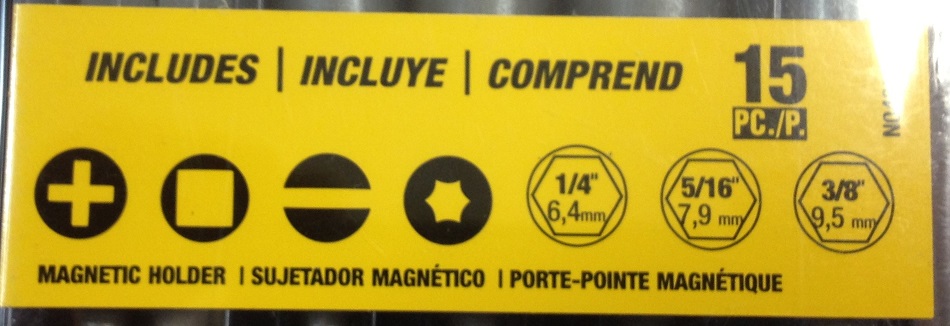 INCLUDES | INCLUYE | COMPREND
15
PC./P.
1/4"
6,4mm
5/16"
7,9 mm
3/8"
9,5 mm
MAGNETIC HOLDER | SUJETADOR MAGNÉTICO | PORTE-POINTE MAGNÉTIQUE